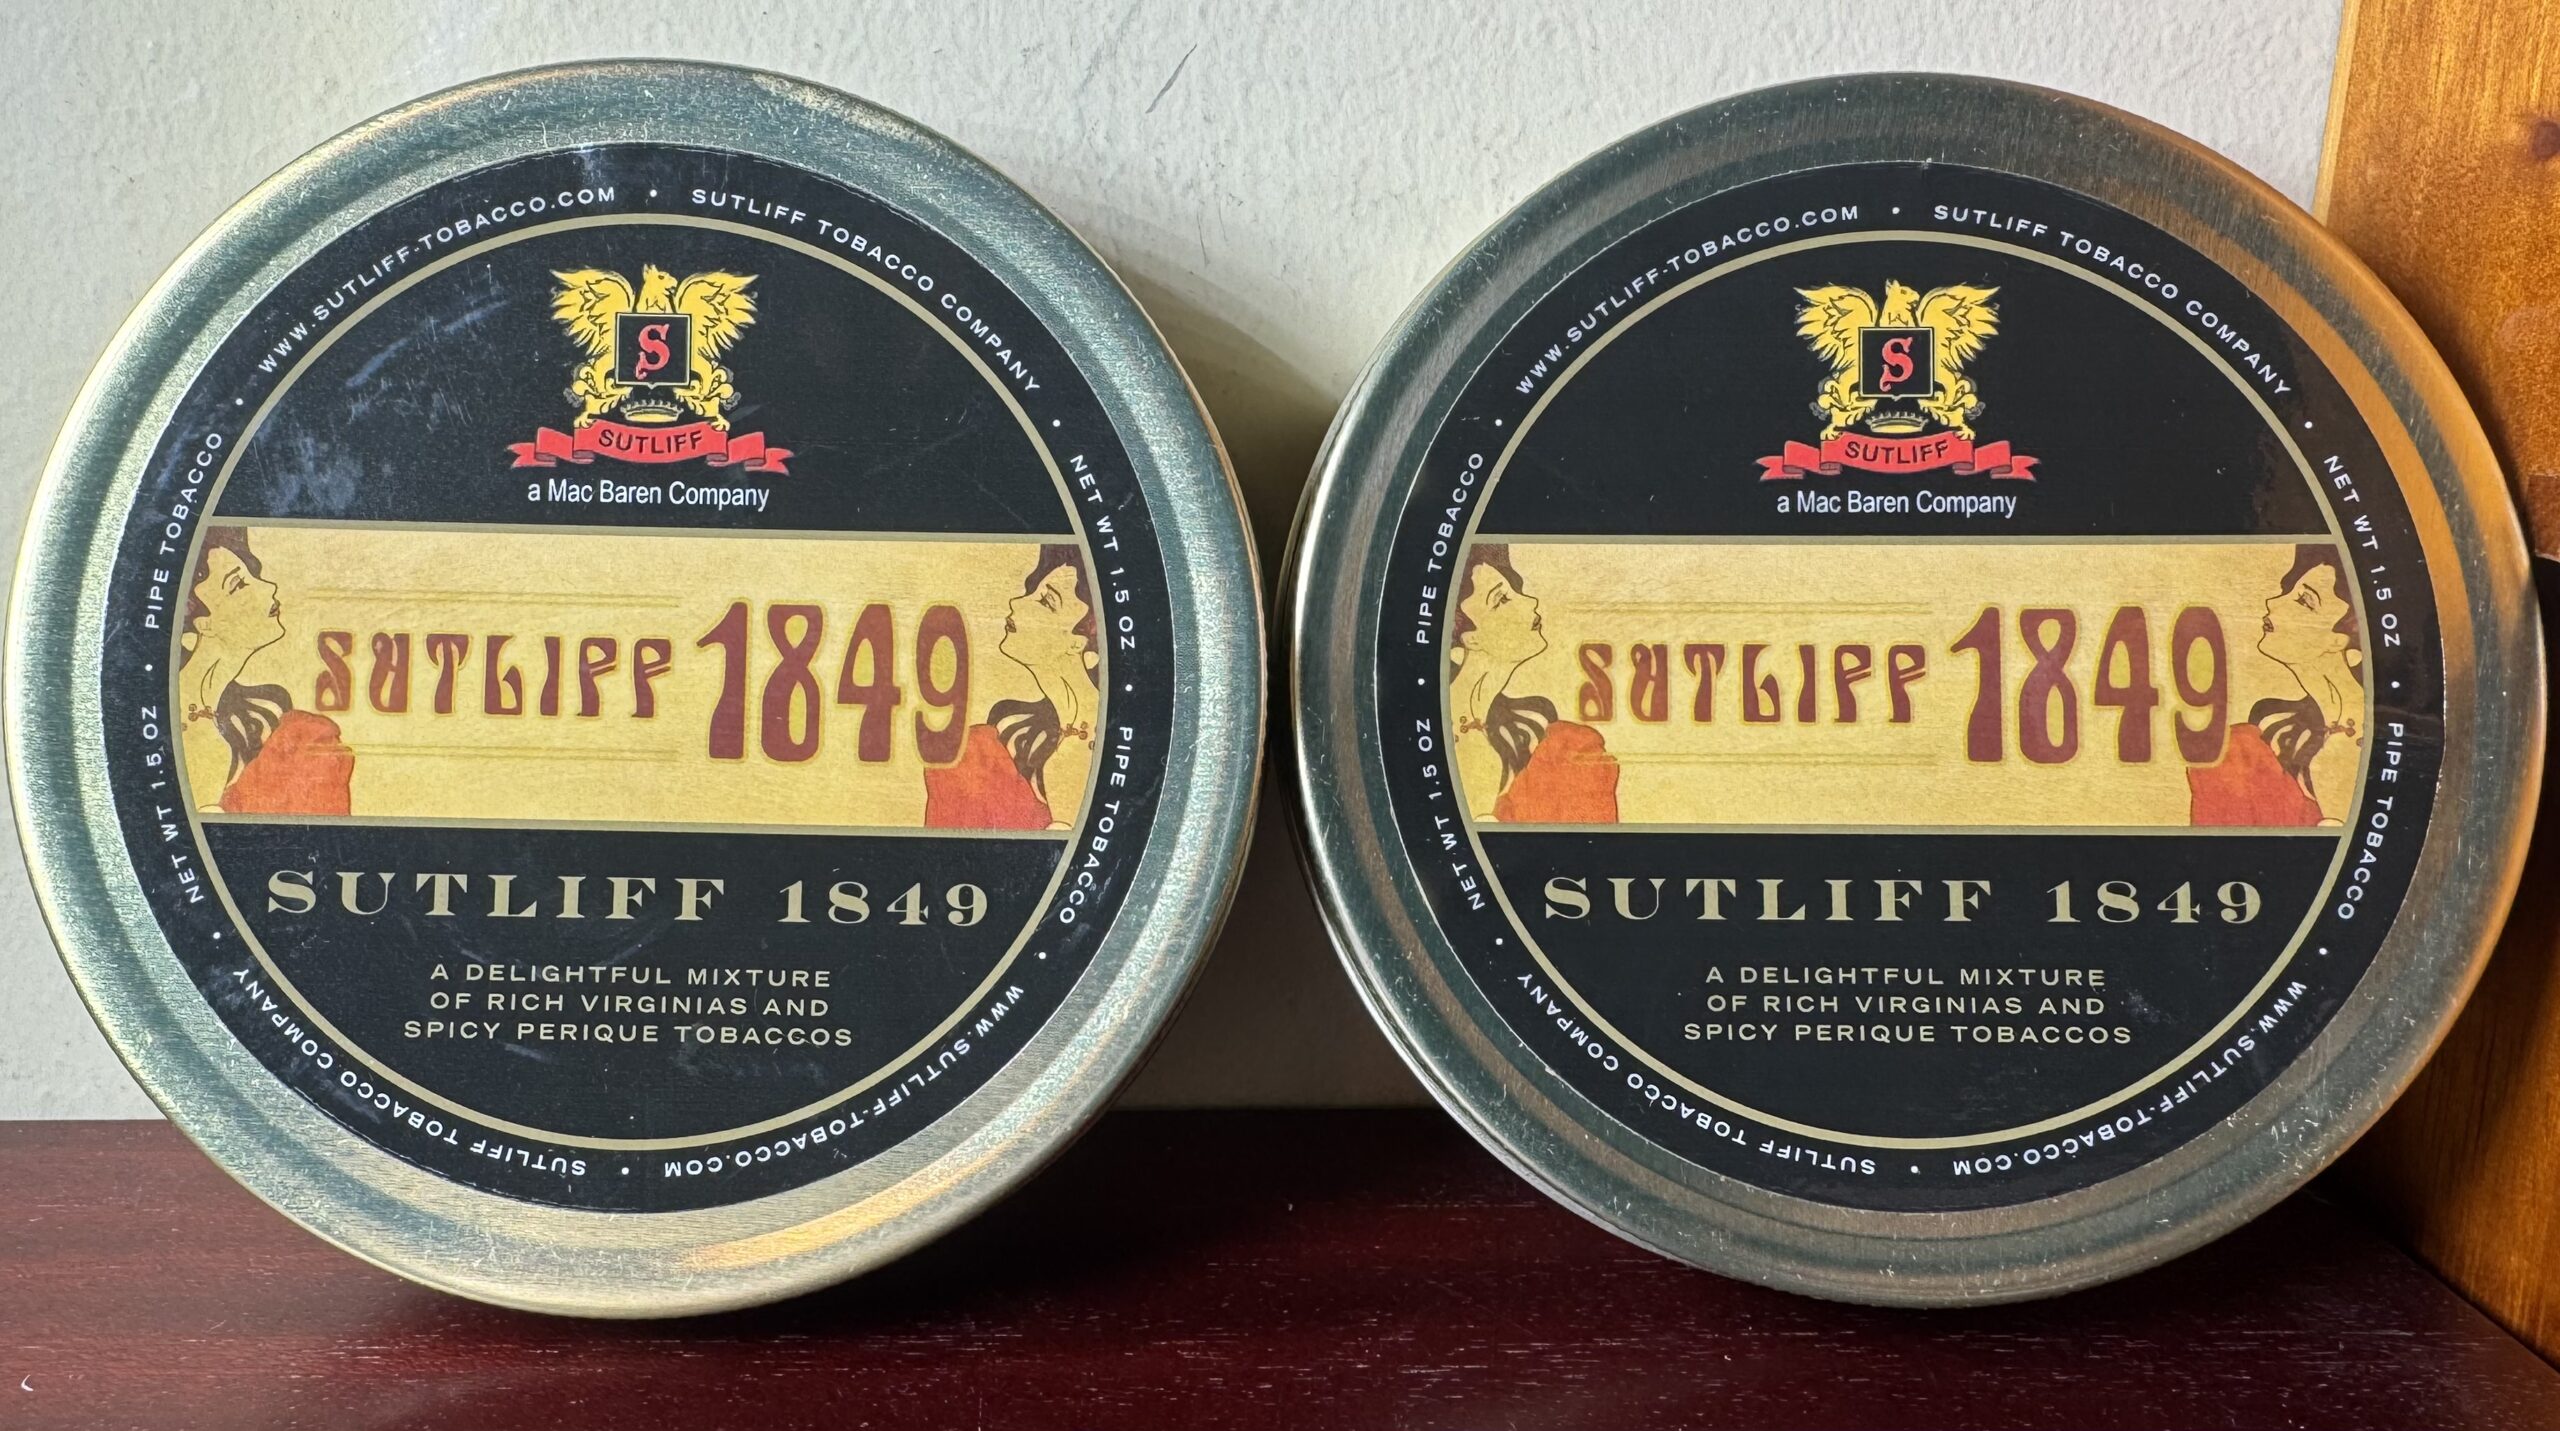 WWW.SUTLIFF-TOBACCO.COM • SUTLIFF TOBACCO COMPANY • NET WT 1.5 OZ • PIPE TOBACCO • WWW.SUTLIFF-TOBACCO.COM • SUTLIFF TOBACCO COMPANY • NET WT 1.5 OZ • PIPE TOBACCO •
S
SUTLIFF
a Mac Baren Company
SUTLIFF 1849
SUTLIFF 1849
A DELIGHTFUL MIXTURE
OF RICH VIRGINIAS AND
SPICY PERIQUE TOBACCOS
WWW.SUTLIFF-TOBACCO.COM • SUTLIFF TOBACCO COMPANY • NET WT 1.5 OZ • PIPE TOBACCO • WWW.SUTLIFF-TOBACCO.COM • SUTLIFF TOBACCO COMPANY • NET WT 1.5 OZ • PIPE TOBACCO •
S
SUTLIFF
a Mac Baren Company
SUTLIFF 1849
SUTLIFF 1849
A DELIGHTFUL MIXTURE
OF RICH VIRGINIAS AND
SPICY PERIQUE TOBACCOS